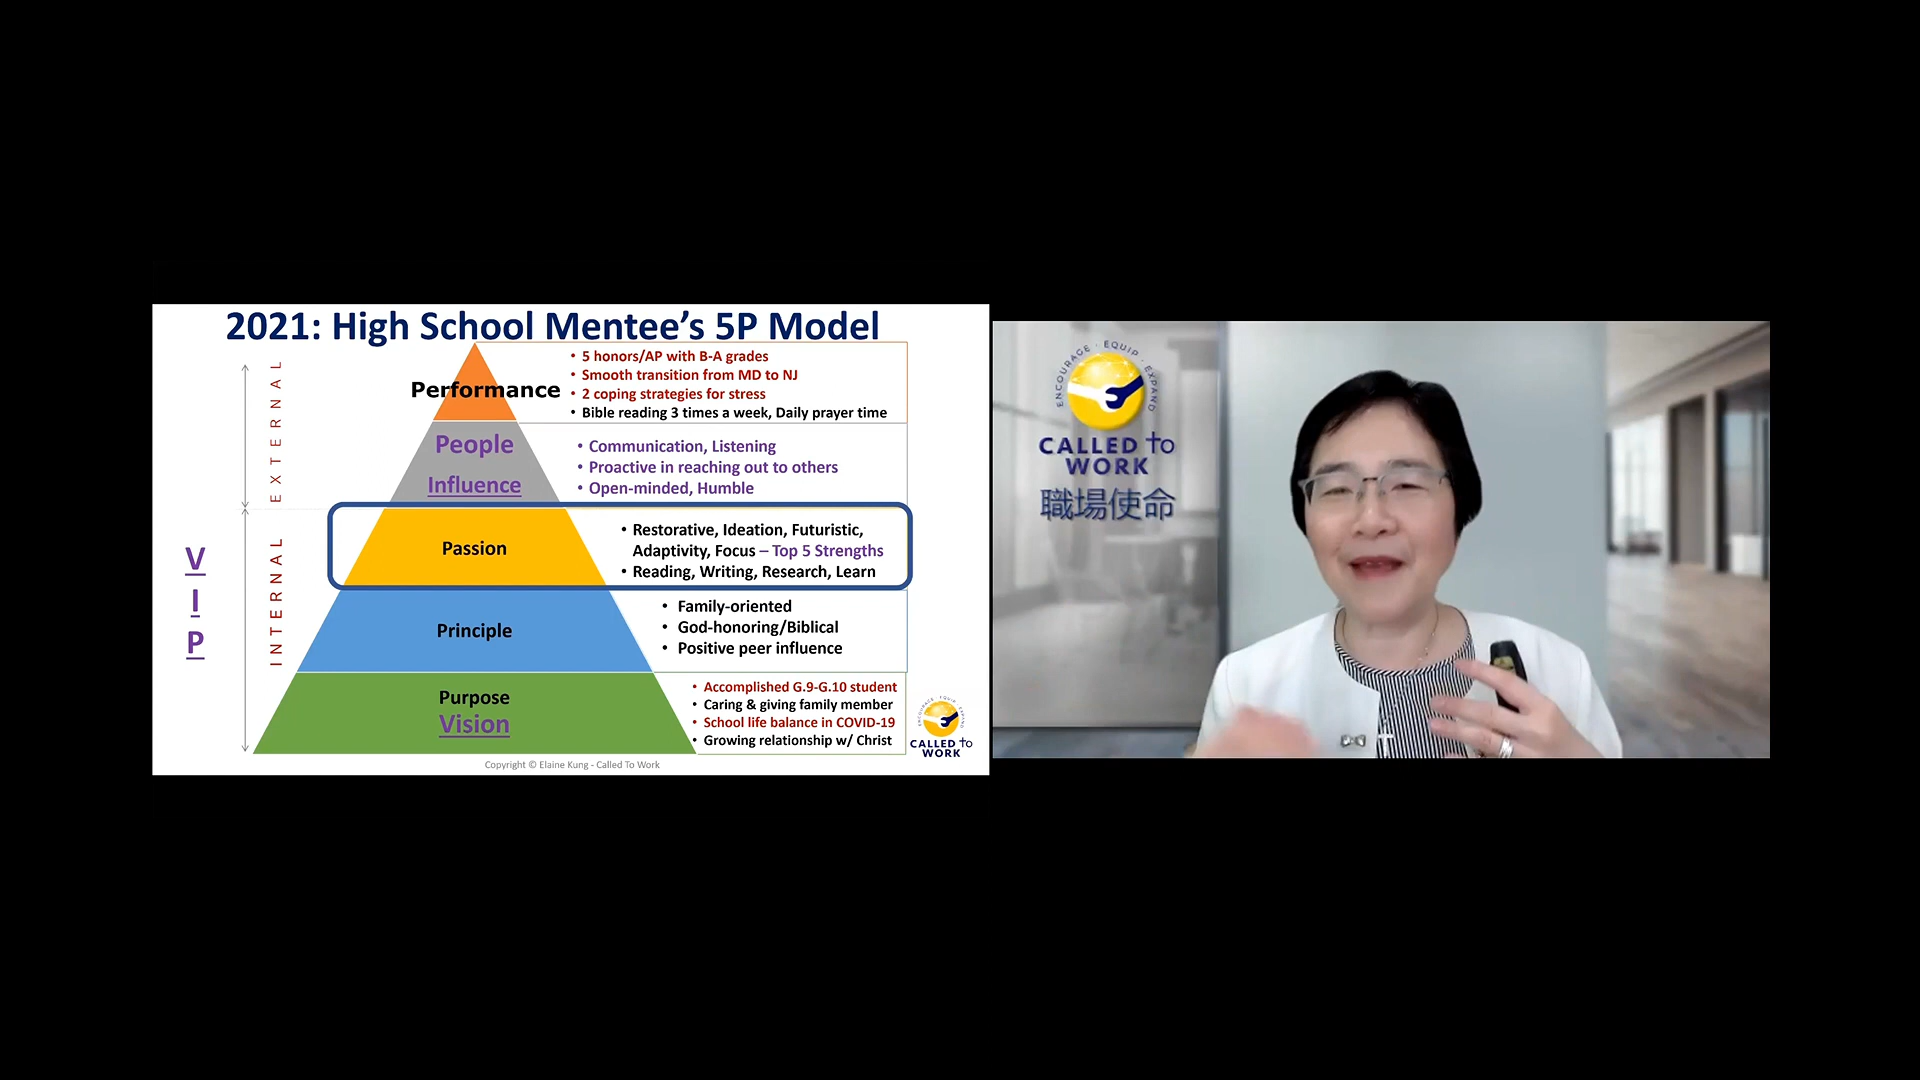 2021: High School Mentee's 5P Model
EXTERNAL
INTERNAL
V
I
P
Performance
• 5 honors/AP with B-A grades
• Smooth transition from MD to NJ
• 2 coping strategies for stress
• Bible reading 3 times a week, Daily prayer time
People
Influence
• Communication, Listening
• Proactive in reaching out to others
• Open-minded, Humble
Passion
• Restorative, Ideation, Futuristic,
Adaptivity, Focus – Top 5 Strengths
• Reading, Writing, Research, Learn
Principle
• Family-oriented
• God-honoring/Biblical
• Positive peer influence
Purpose
Vision
• Accomplished G.9-G.10 student
• Caring & giving family member
• School life balance in COVID-19
• Growing relationship w/ Christ
Copyright © Elaine Kung - Called To Work
ENCOURAGE · EQUIP · EXPAND
CALLED to
WORK
ENCOURAGE · EQUIP · EXPAND
CALLED to
WORK
職場使命